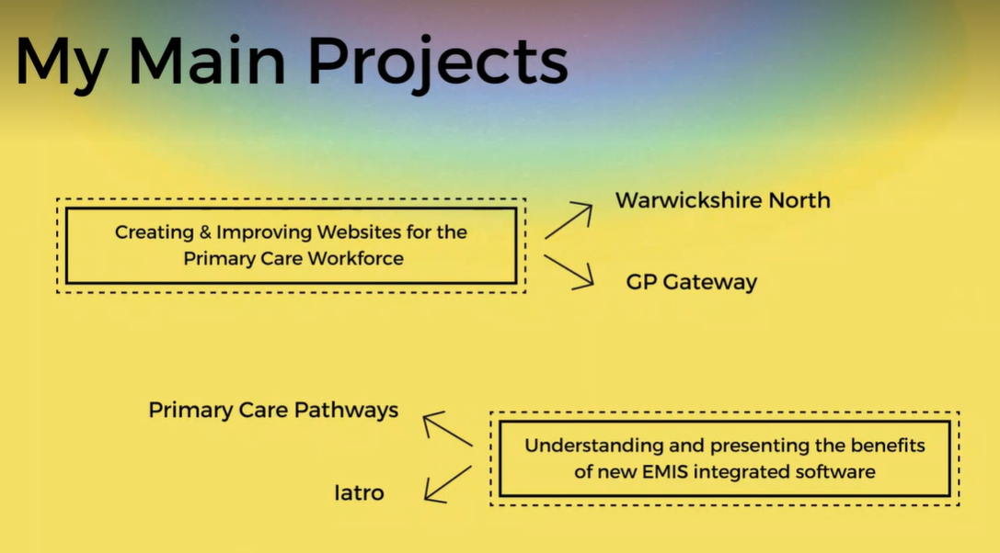 My Main Projects
Creating & Improving Websites for the
Primary Care Workforce
Warwickshire North
GP Gateway
Primary Care Pathways
Iatro
Understanding and presenting the benefits
of new EMIS integrated software